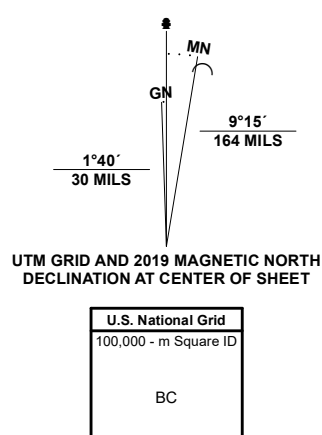 MN
GN
9°15´
164 MILS
1°40´
30 MILS
UTM GRID AND 2019 MAGNETIC NORTH
DECLINATION AT CENTER OF SHEET
U.S. National Grid
100,000 - m Square ID
BC